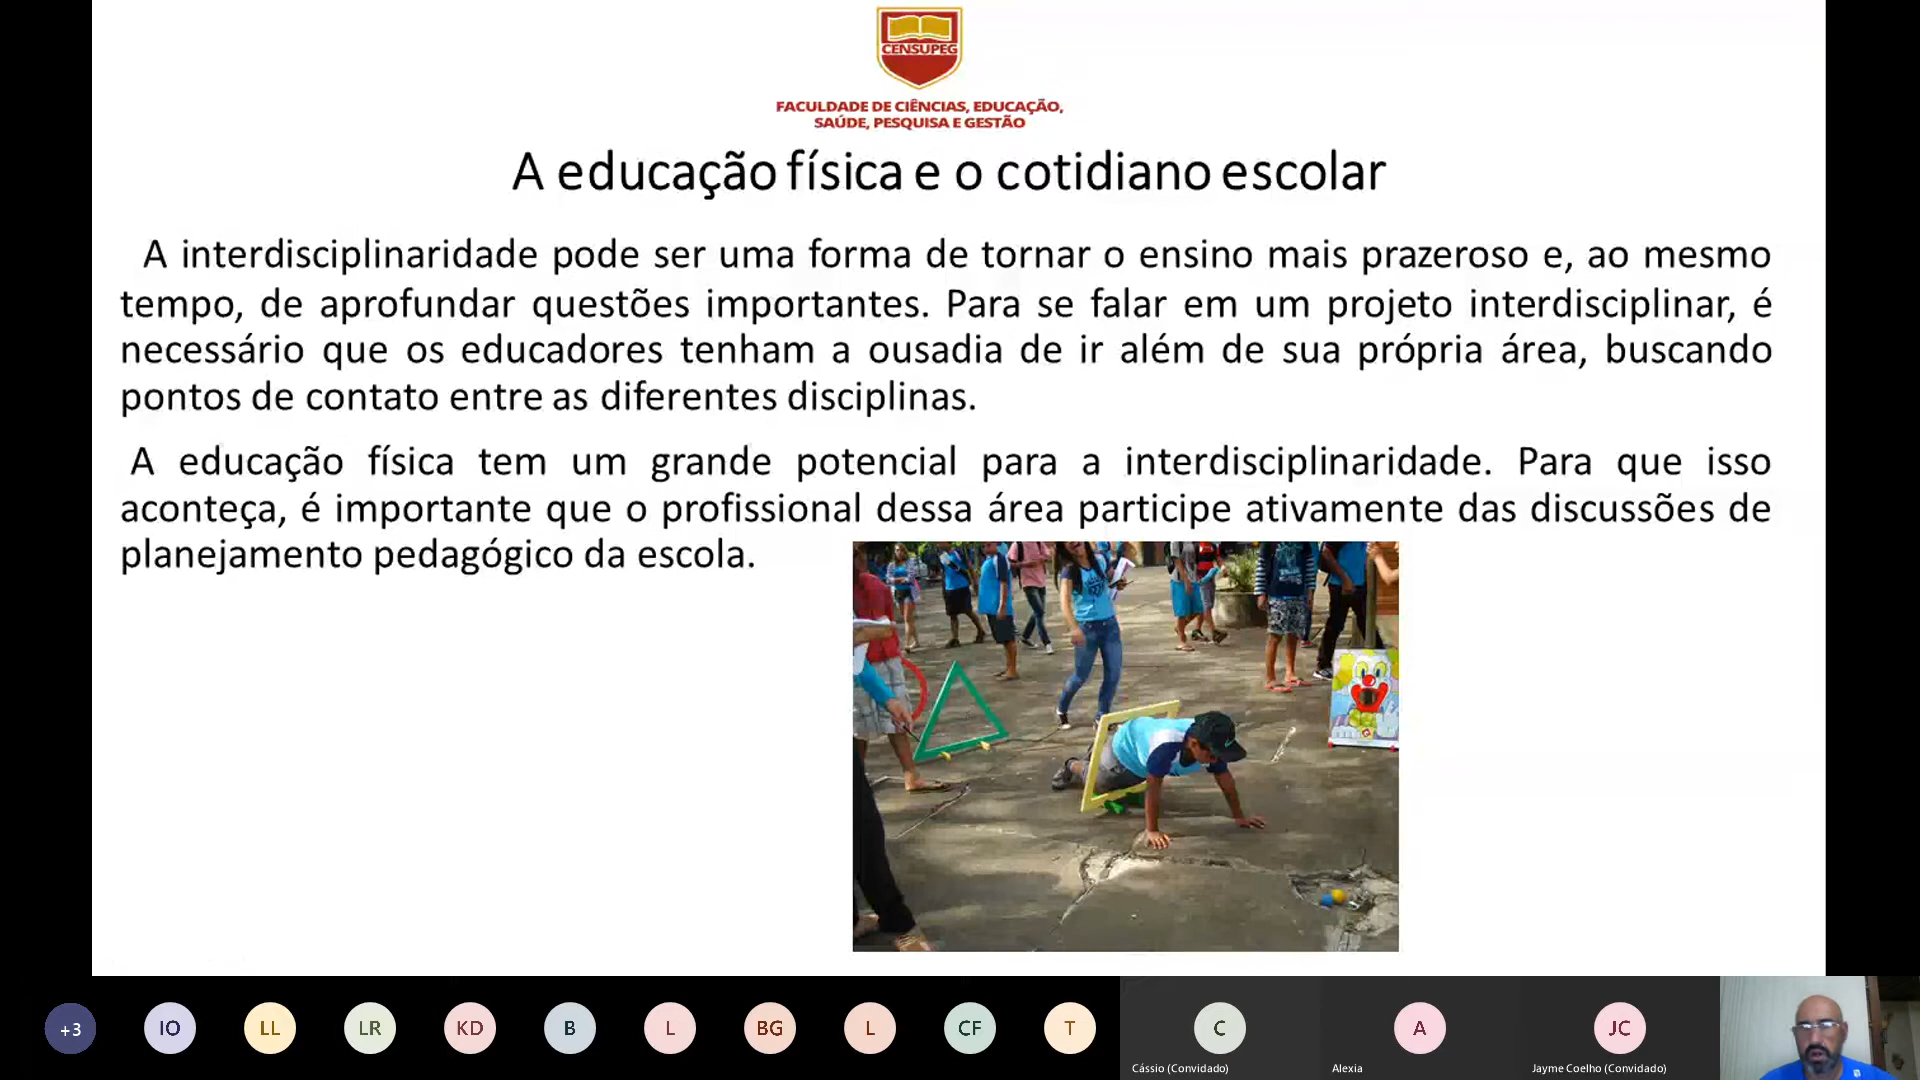 CENSUPEG
FACULDADE DE CIÊNCIAS, EDUCAÇÃO,
SAÚDE, PESQUISA E GESTÃO
A educação física e o cotidiano escolar
A interdisciplinaridade pode ser uma forma de tornar o ensino mais prazeroso e, ao mesmo
tempo, de aprofundar questões importantes. Para se falar em um projeto interdisciplinar, é
necessário que os educadores tenham a ousadia de ir além de sua própria área, buscando
pontos de contato entre as diferentes disciplinas.
A educação física tem um grande potencial para a interdisciplinaridade. Para que isso
aconteça, é importante que o profissional dessa área participe ativamente das discussões de
planejamento pedagógico da escola.
+3 IO LL LR KD B L BG L CF T C A JC
Cássio (Convidado) Alexia Jayme Coelho (Convidado)